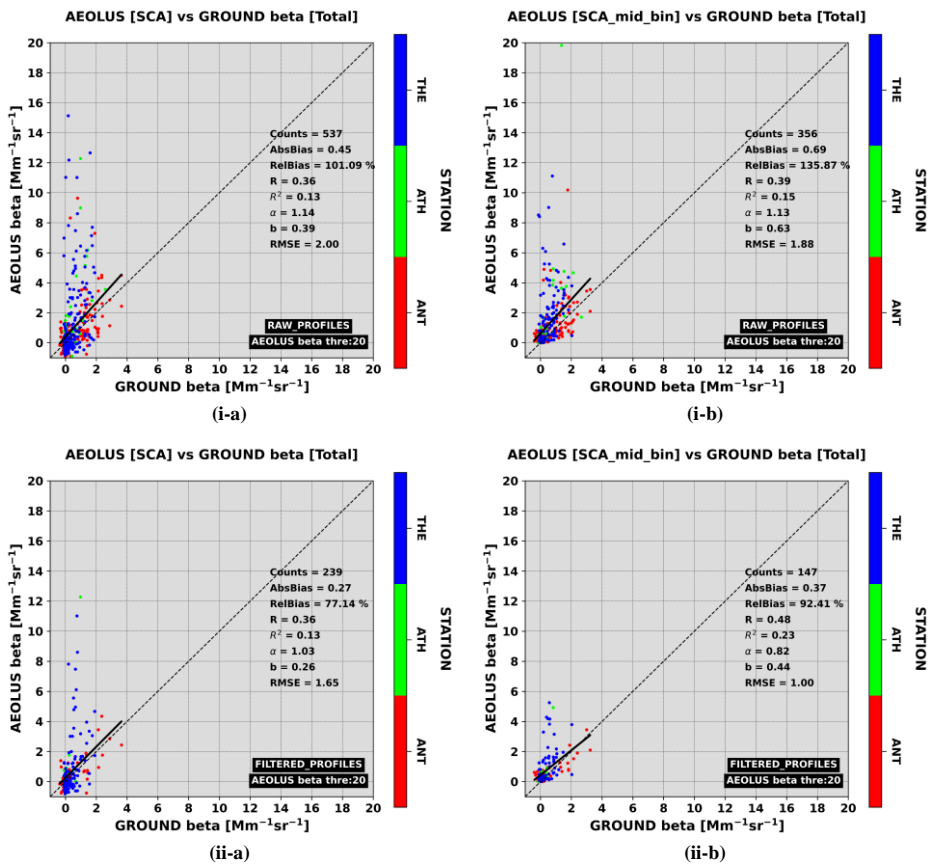 AEOLUS [SCA] vs GROUND beta [Total]
20
18
16
14
12
10
8
6
4
2
0
AEOLUS beta [Mm⁻¹sr⁻¹]
Counts = 537
AbsBias = 0.45
RelBias = 101.09 %
R = 0.36
R² = 0.13
α = 1.14
b = 0.39
RMSE = 2.00
RAW_PROFILES
AEOLUS beta thre:20
0 2 4 6 8 10 12 14 16 18 20
GROUND beta [Mm⁻¹sr⁻¹]
THE
ATH
ANT
STATION
(i-a)
AEOLUS [SCA_mid_bin] vs GROUND beta [Total]
20
18
16
14
12
10
8
6
4
2
0
AEOLUS beta [Mm⁻¹sr⁻¹]
Counts = 356
AbsBias = 0.69
RelBias = 135.87 %
R = 0.39
R² = 0.15
α = 1.13
b = 0.63
RMSE = 1.88
RAW_PROFILES
AEOLUS beta thre:20
0 2 4 6 8 10 12 14 16 18 20
GROUND beta [Mm⁻¹sr⁻¹]
THE
ATH
ANT
STATION
(i-b)
AEOLUS [SCA] vs GROUND beta [Total]
20
18
16
14
12
10
8
6
4
2
0
AEOLUS beta [Mm⁻¹sr⁻¹]
Counts = 239
AbsBias = 0.27
RelBias = 77.14 %
R = 0.36
R² = 0.13
α = 1.03
b = 0.26
RMSE = 1.65
FILTERED_PROFILES
AEOLUS beta thre:20
0 2 4 6 8 10 12 14 16 18 20
GROUND beta [Mm⁻¹sr⁻¹]
THE
ATH
ANT
STATION
(ii-a)
AEOLUS [SCA_mid_bin] vs GROUND beta [Total]
20
18
16
14
12
10
8
6
4
2
0
AEOLUS beta [Mm⁻¹sr⁻¹]
Counts = 147
AbsBias = 0.37
RelBias = 92.41 %
R = 0.48
R² = 0.23
α = 0.82
b = 0.44
RMSE = 1.00
FILTERED_PROFILES
AEOLUS beta thre:20
0 2 4 6 8 10 12 14 16 18 20
GROUND beta [Mm⁻¹sr⁻¹]
THE
ATH
ANT
STATION
(ii-b)